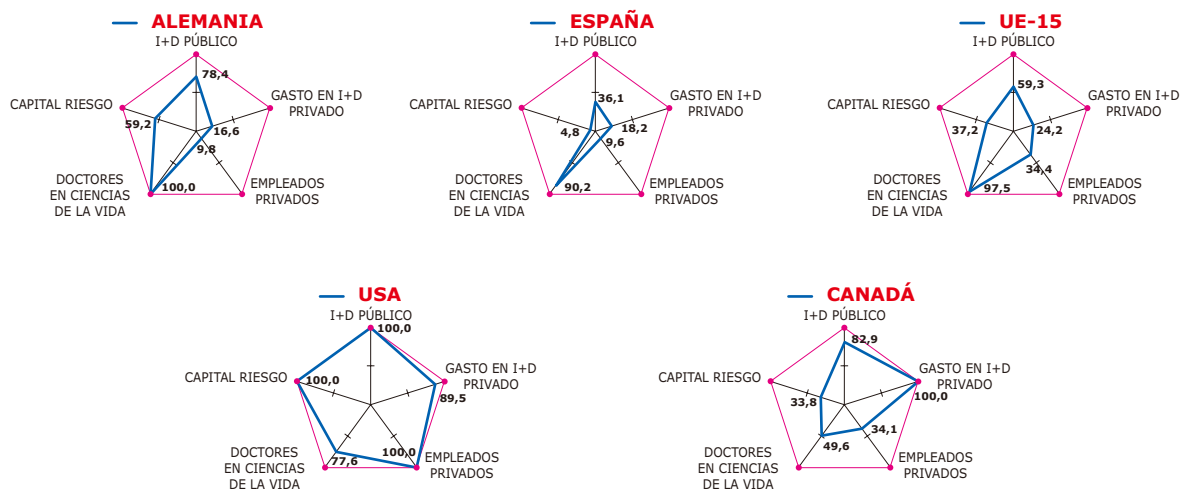 ALEMANIA
I+D PÚBLICO
78,4
GASTO EN I+D
PRIVADO
16,6
CAPITAL RIESGO
59,2
9,8
DOCTORES
EN CIENCIAS
DE LA VIDA
100,0
EMPLEADOS
PRIVADOS
ESPAÑA
I+D PÚBLICO
36,1
GASTO EN I+D
PRIVADO
18,2
CAPITAL RIESGO
4,8
9,6
DOCTORES
EN CIENCIAS
DE LA VIDA
90,2
EMPLEADOS
PRIVADOS
UE-15
I+D PÚBLICO
59,3
GASTO EN I+D
PRIVADO
24,2
CAPITAL RIESGO
37,2
34,4
DOCTORES
EN CIENCIAS
DE LA VIDA
97,5
EMPLEADOS
PRIVADOS
USA
I+D PÚBLICO
100,0
GASTO EN I+D
PRIVADO
89,5
CAPITAL RIESGO
100,0
100,0
DOCTORES
EN CIENCIAS
DE LA VIDA
77,6
EMPLEADOS
PRIVADOS
CANADÁ
I+D PÚBLICO
82,9
GASTO EN I+D
PRIVADO
100,0
CAPITAL RIESGO
33,8
34,1
DOCTORES
EN CIENCIAS
DE LA VIDA
49,6
EMPLEADOS
PRIVADOS